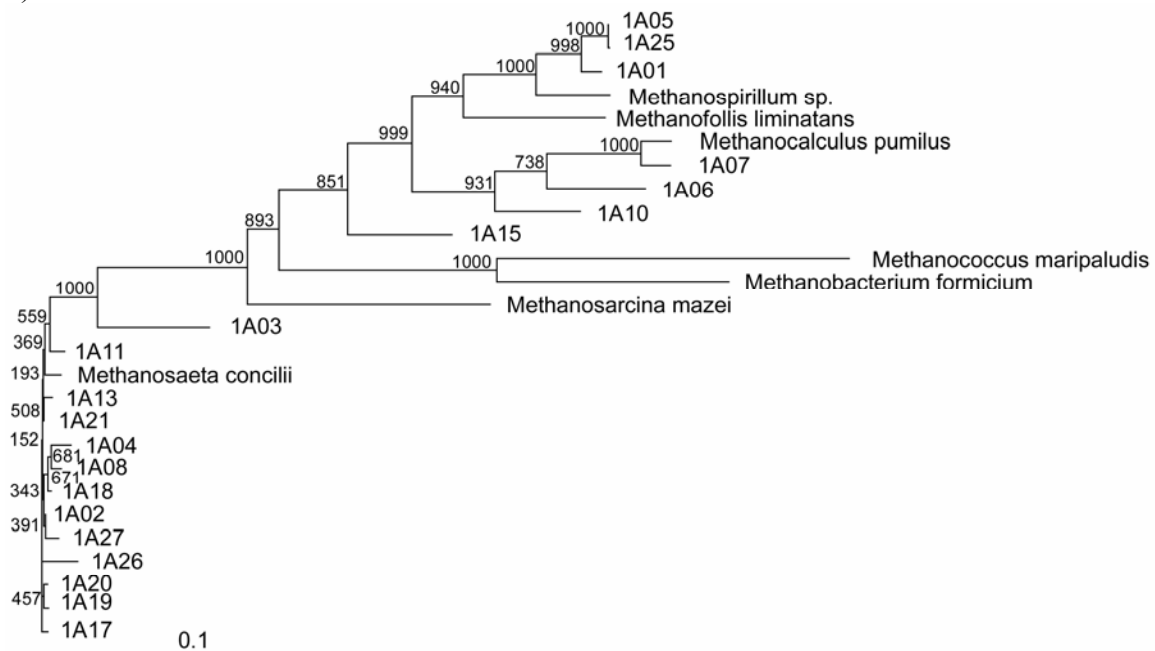 1000 1A05
1A25
998
1A01
1000
Methanospirillum sp.
940
Methanofollis liminatans
999
Methanocalculus pumilus
1000
1A07
738
1A06
931
1A10
851
1A15
893
1000
Methanococcus maripaludis
1000
Methanobacterium formicium
Methanosarcina mazei
1000
1A03
559
369
1A11
193 Methanosaeta concilii
1A13
508
1A21
152
1A04
681
1A08
671
343 1A18
1A02
391
1A27
1A26
1A20
457 1A19
1A17
0.1